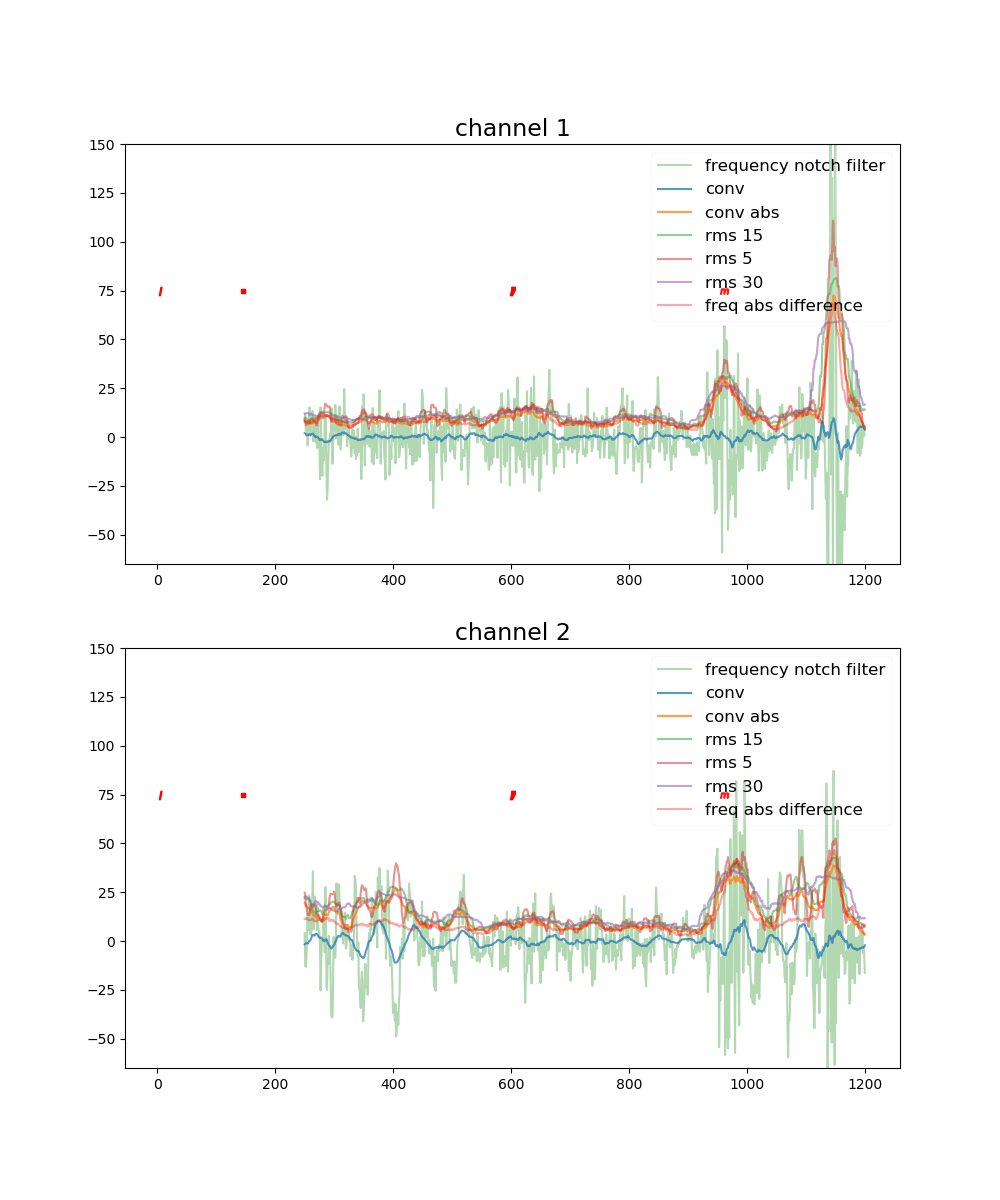 channel 1
150
125
100
75
50
25
0
−25
−50
frequency notch filter
conv
conv abs
rms 15
rms 5
rms 30
freq abs difference
m
0 200 400 600 800 1000 1200
channel 2
150
125
100
75
50
25
0
−25
−50
frequency notch filter
conv
conv abs
rms 15
rms 5
rms 30
freq abs difference
m
0 200 400 600 800 1000 1200